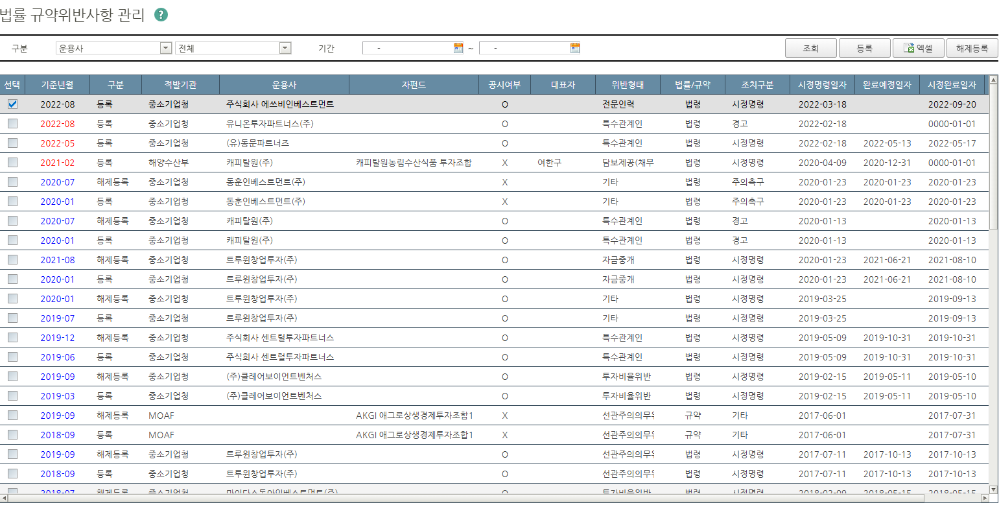 법률 규약위반사항 관리 ?
구분 운용사 전체 기간 - ~ - 조회 등록 엑셀 해제등록
선택 기준년월 구분 적발기관 운용사 자펀드 공시여부 대표자 위반형태 법률/규약 조치구분 시정명령일자 완료예정일자 시정완료일자
2022-08 등록 중소기업청 주식회사 에쓰비인베스트먼트 O 전문인력 법령 시정명령 2022-03-18 2022-09-20
2022-08 등록 중소기업청 유니온투자파트너스(주) O 특수관계인 법령 경고 2022-02-18 0000-01-01
2022-05 등록 중소기업청 (유)동문파트너즈 O 특수관계인 법령 시정명령 2022-02-18 2022-05-13 2022-05-17
2021-02 등록 해양수산부 캐피탈원(주) 캐피탈원농림수산식품 투자조합 X 여한구 담보제공(채무 법령 시정명령 2020-04-09 2020-12-31 0000-01-01
2020-07 해제등록 중소기업청 동훈인베스트먼트(주) X 기타 법령 주의촉구 2020-01-23 2020-01-23 2020-01-23
2020-01 등록 중소기업청 동훈인베스트먼트(주) X 기타 법령 주의촉구 2020-01-23 2020-01-23 2020-01-23
2020-07 해제등록 중소기업청 캐피탈원(주) O 특수관계인 법령 경고 2020-01-13 2020-01-13
2020-01 등록 중소기업청 캐피탈원(주) O 특수관계인 법령 경고 2020-01-13 2020-01-13
2021-08 해제등록 중소기업청 트루윈창업투자(주) O 자금중개 법령 시정명령 2020-01-23 2021-06-21 2021-08-10
2020-01 등록 중소기업청 트루윈창업투자(주) O 자금중개 법령 시정명령 2020-01-23 2021-06-21 2021-08-10
2020-01 해제등록 중소기업청 트루윈창업투자(주) O 기타 법령 시정명령 2019-03-25 2019-09-13
2019-07 등록 중소기업청 트루윈창업투자(주) O 기타 법령 시정명령 2019-03-25 2019-09-13
2019-12 해제등록 중소기업청 주식회사 센트럴투자파트너스 O 특수관계인 법령 시정명령 2019-05-09 2019-10-31 2019-10-31
2019-06 등록 중소기업청 주식회사 센트럴투자파트너스 O 특수관계인 법령 시정명령 2019-05-09 2019-10-31 2019-10-31
2019-09 해제등록 중소기업청 (주)클레어보이언트벤처스 O 투자비율위반 법령 시정명령 2019-02-15 2019-05-11 2019-05-10
2019-03 등록 중소기업청 (주)클레어보이언트벤처스 O 투자비율위반 법령 시정명령 2019-02-15 2019-05-11 2019-05-10
2019-09 해제등록 MOAF AKGI 애그로상생경제투자조합1 X 선관주의의무 규약 기타 2017-06-01 2017-07-31
2018-09 등록 MOAF AKGI 애그로상생경제투자조합1 X 선관주의의무 규약 기타 2017-06-01 2017-07-31
2019-09 해제등록 중소기업청 트루윈창업투자(주) O 선관주의의무 법령 시정명령 2017-07-11 2017-10-13 2017-10-13
2018-09 등록 중소기업청 트루윈창업투자(주) O 선관주의의무 법령 시정명령 2017-07-11 2017-10-13 2017-10-13
2018-07 해제등록 중소기업청 마이다스동아인베스트먼트(주) O 투자비율위반 법령 시정명령 2018-02-09 2018-05-15 2018-05-15